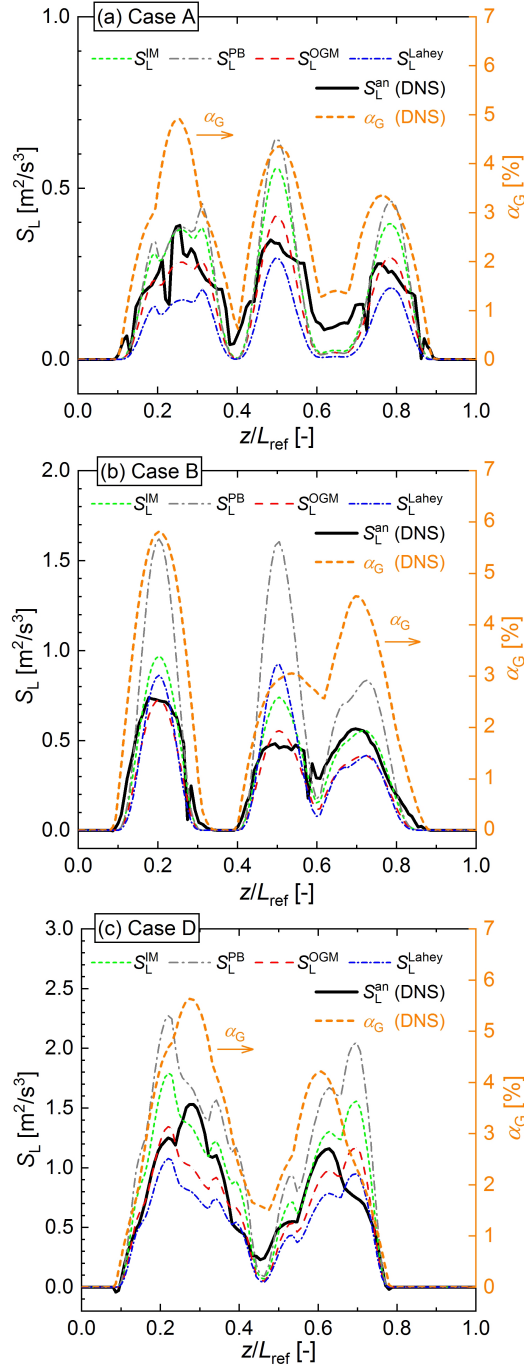 (a) Case A
S_L^IM S_L^PB S_L^OGM S_L^Lahey
S_L^an (DNS)
α_G (DNS)
α_G
S_L [m²/s³]
α_G [%]
1.0
0.5
0.0
7
6
5
4
3
2
1
0
0.0 0.2 0.4 0.6 0.8 1.0
z/L_ref [-]
(b) Case B
S_L^IM S_L^PB S_L^OGM S_L^Lahey
S_L^an (DNS)
α_G (DNS)
α_G
S_L [m²/s³]
α_G [%]
2.0
1.5
1.0
0.5
0.0
7
6
5
4
3
2
1
0
0.0 0.2 0.4 0.6 0.8 1.0
z/L_ref [-]
(c) Case D
S_L^IM S_L^PB S_L^OGM S_L^Lahey
S_L^an (DNS)
α_G (DNS)
α_G
S_L [m²/s³]
α_G [%]
3.0
2.5
2.0
1.5
1.0
0.5
0.0
7
6
5
4
3
2
1
0
0.0 0.2 0.4 0.6 0.8 1.0
z/L_ref [-]